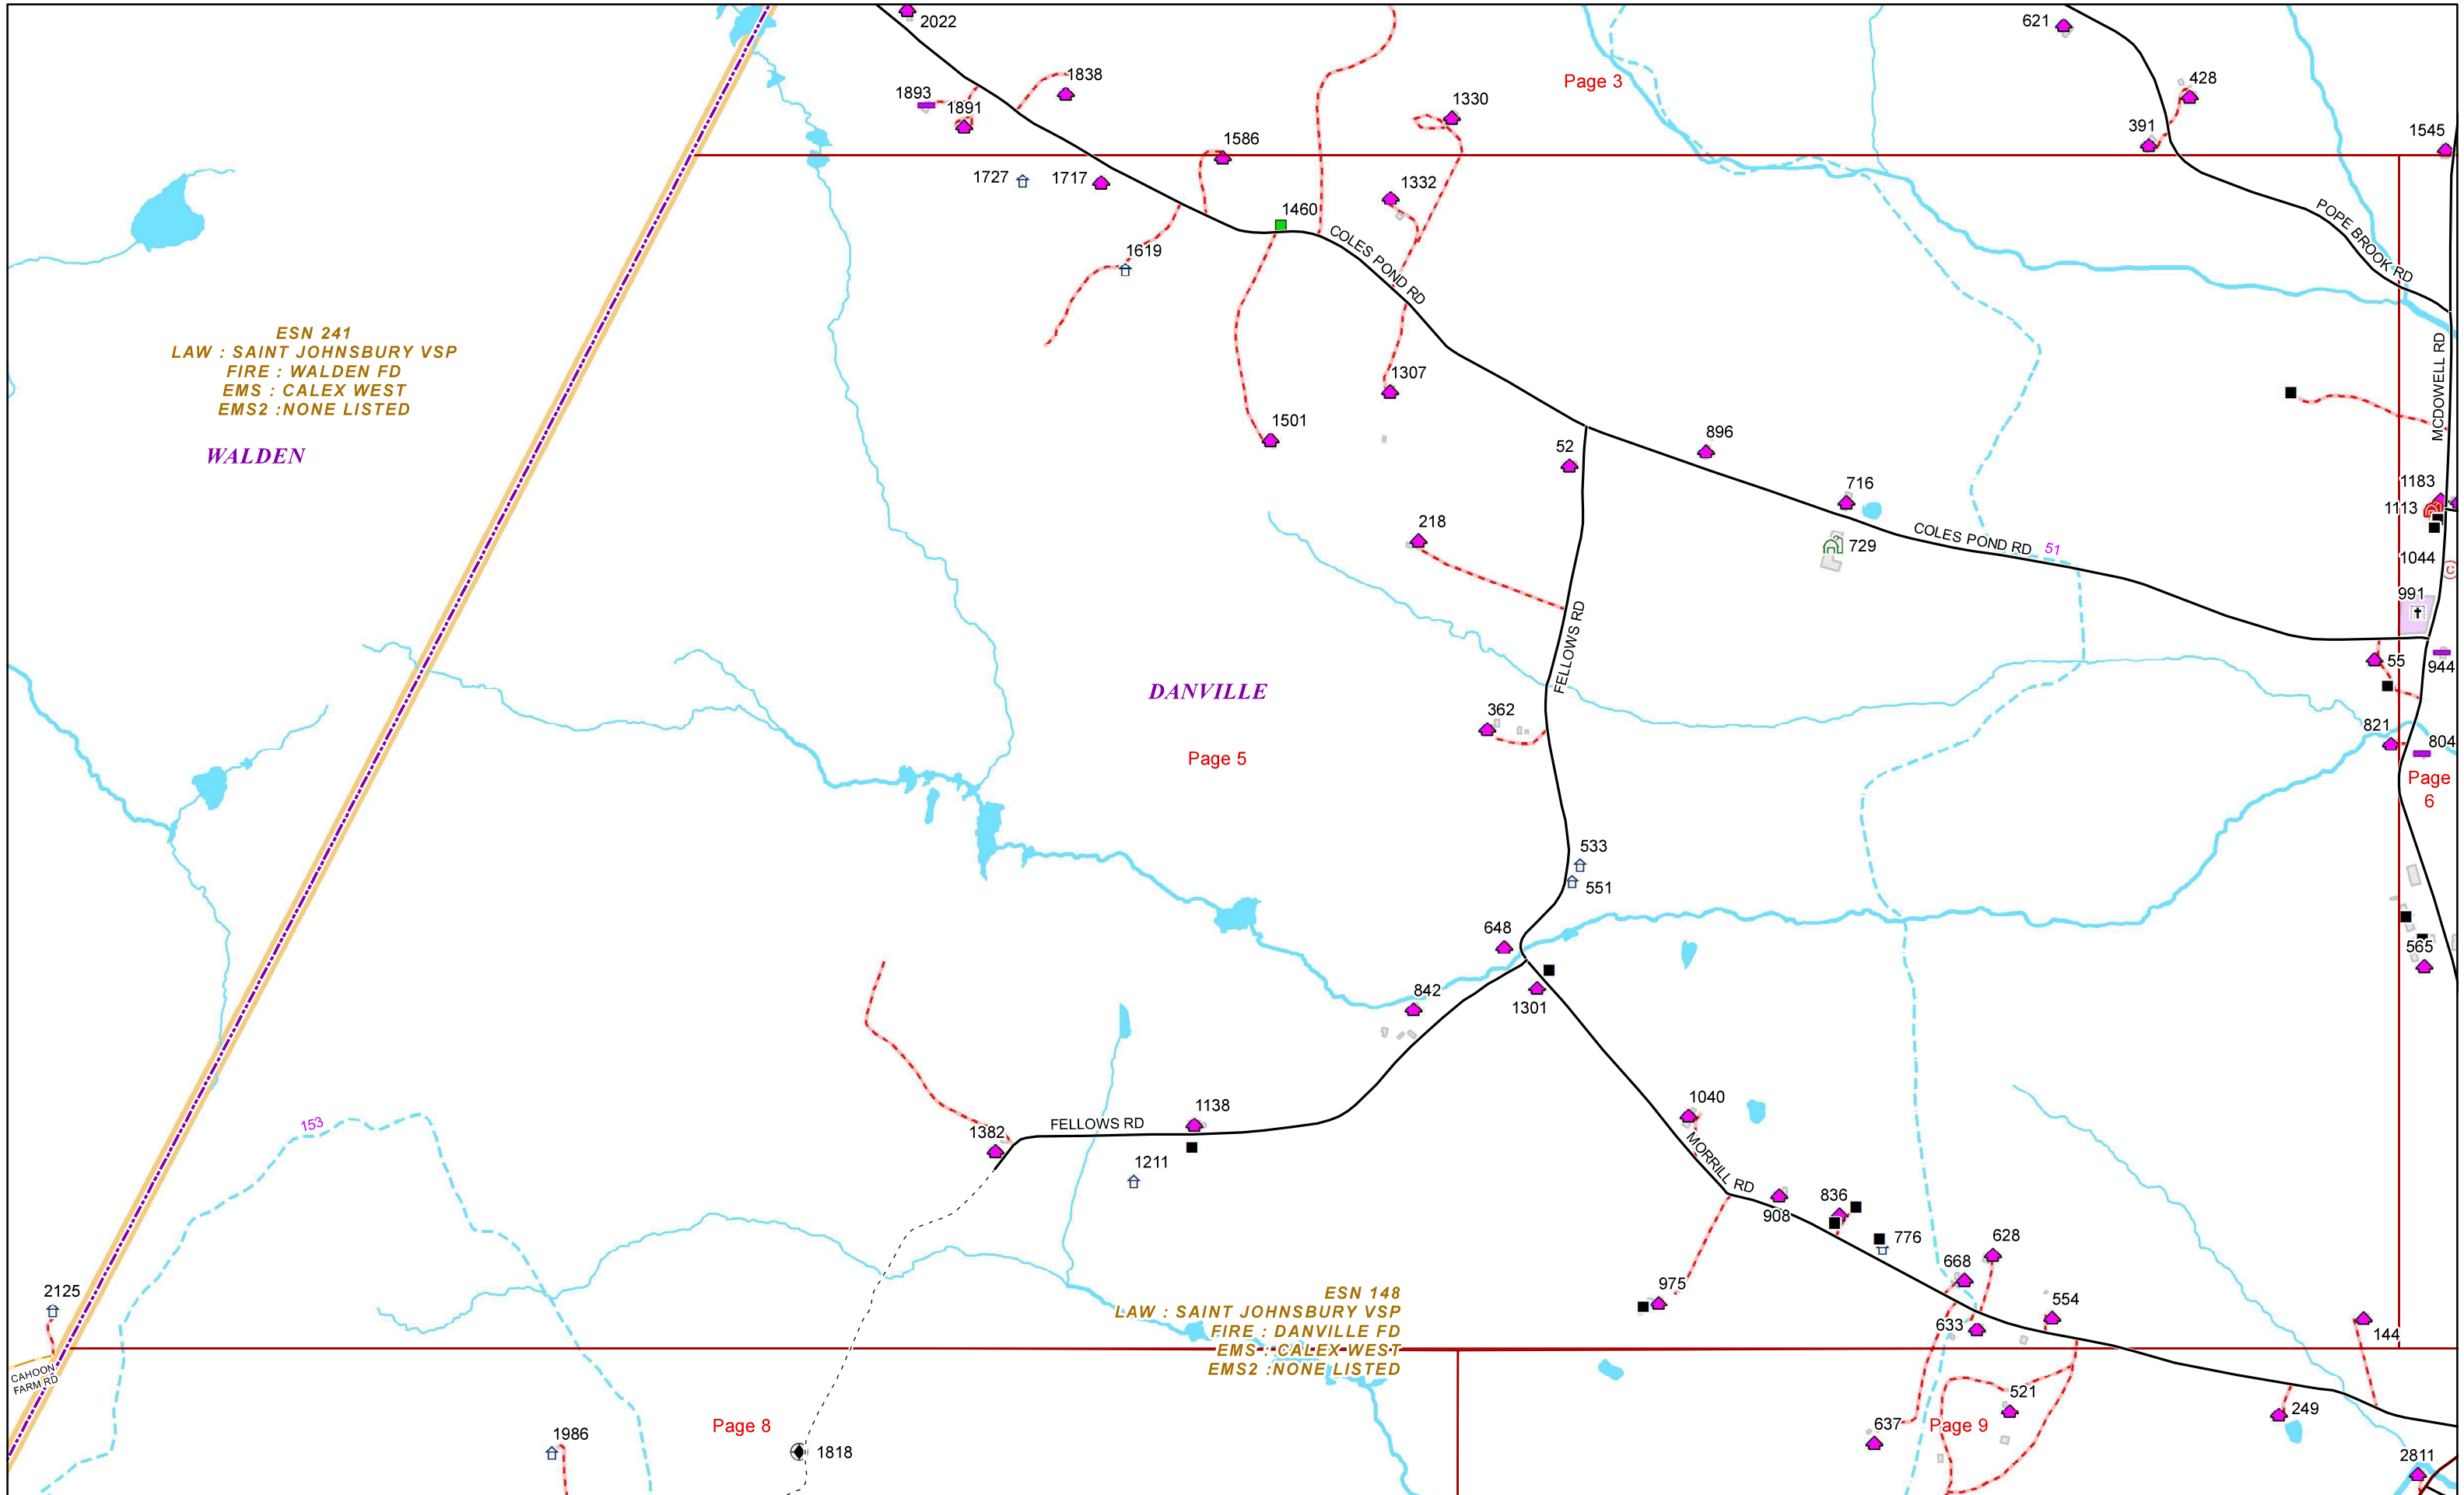 2022
621
Page 3
1838
428
1893
1891
1330
391
1545
1586
1727
1717
1332
1460
POPE BROOK RD
1619
COLES POND RD
ESN 241
LAW : SAINT JOHNSBURY VSP
FIRE : WALDEN FD
EMS : CALEX WEST
EMS2 :NONE LISTED
MCDOWELL RD
1307
1501
WALDEN
52
896
716
1183
1113
218
729
COLES POND RD
51
1044
C
991
FELLOWS RD
55
944
DANVILLE
362
821
804
Page 5
Page
6
533
551
648
565
842
1301
1138
1040
153
FELLOWS RD
1382
MORRILL RD
1211
908
836
776
628
668
2125
975
ESN 148
LAW : SAINT JOHNSBURY VSP
FIRE : DANVILLE FD
EMS : CALEX WEST
EMS2 :NONE LISTED
554
633
144
CAHOON
FARM RD
521
249
Page 8
637
Page 9
1986
1818
2811